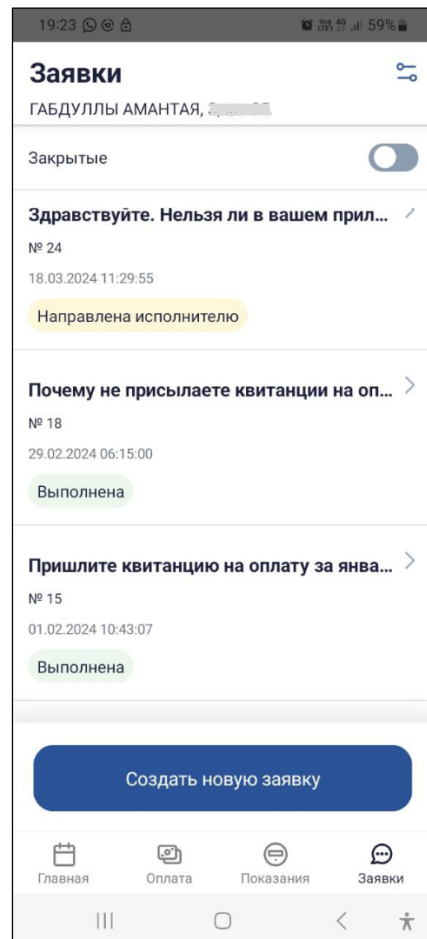 19:23 59%
Заявки
ГАБДУЛЛЫ АМАНТАЯ,
Закрытые
Здравствуйте. Нельзя ли в вашем прил...
№ 24
18.03.2024 11:29:55
Направлена исполнителю
Почему не присылаете квитанции на оп...
№ 18
29.02.2024 06:15:00
Выполнена
Пришлите квитанцию на оплату за янва...
№ 15
01.02.2024 10:43:07
Выполнена
Создать новую заявку
Главная Оплата Показания Заявки